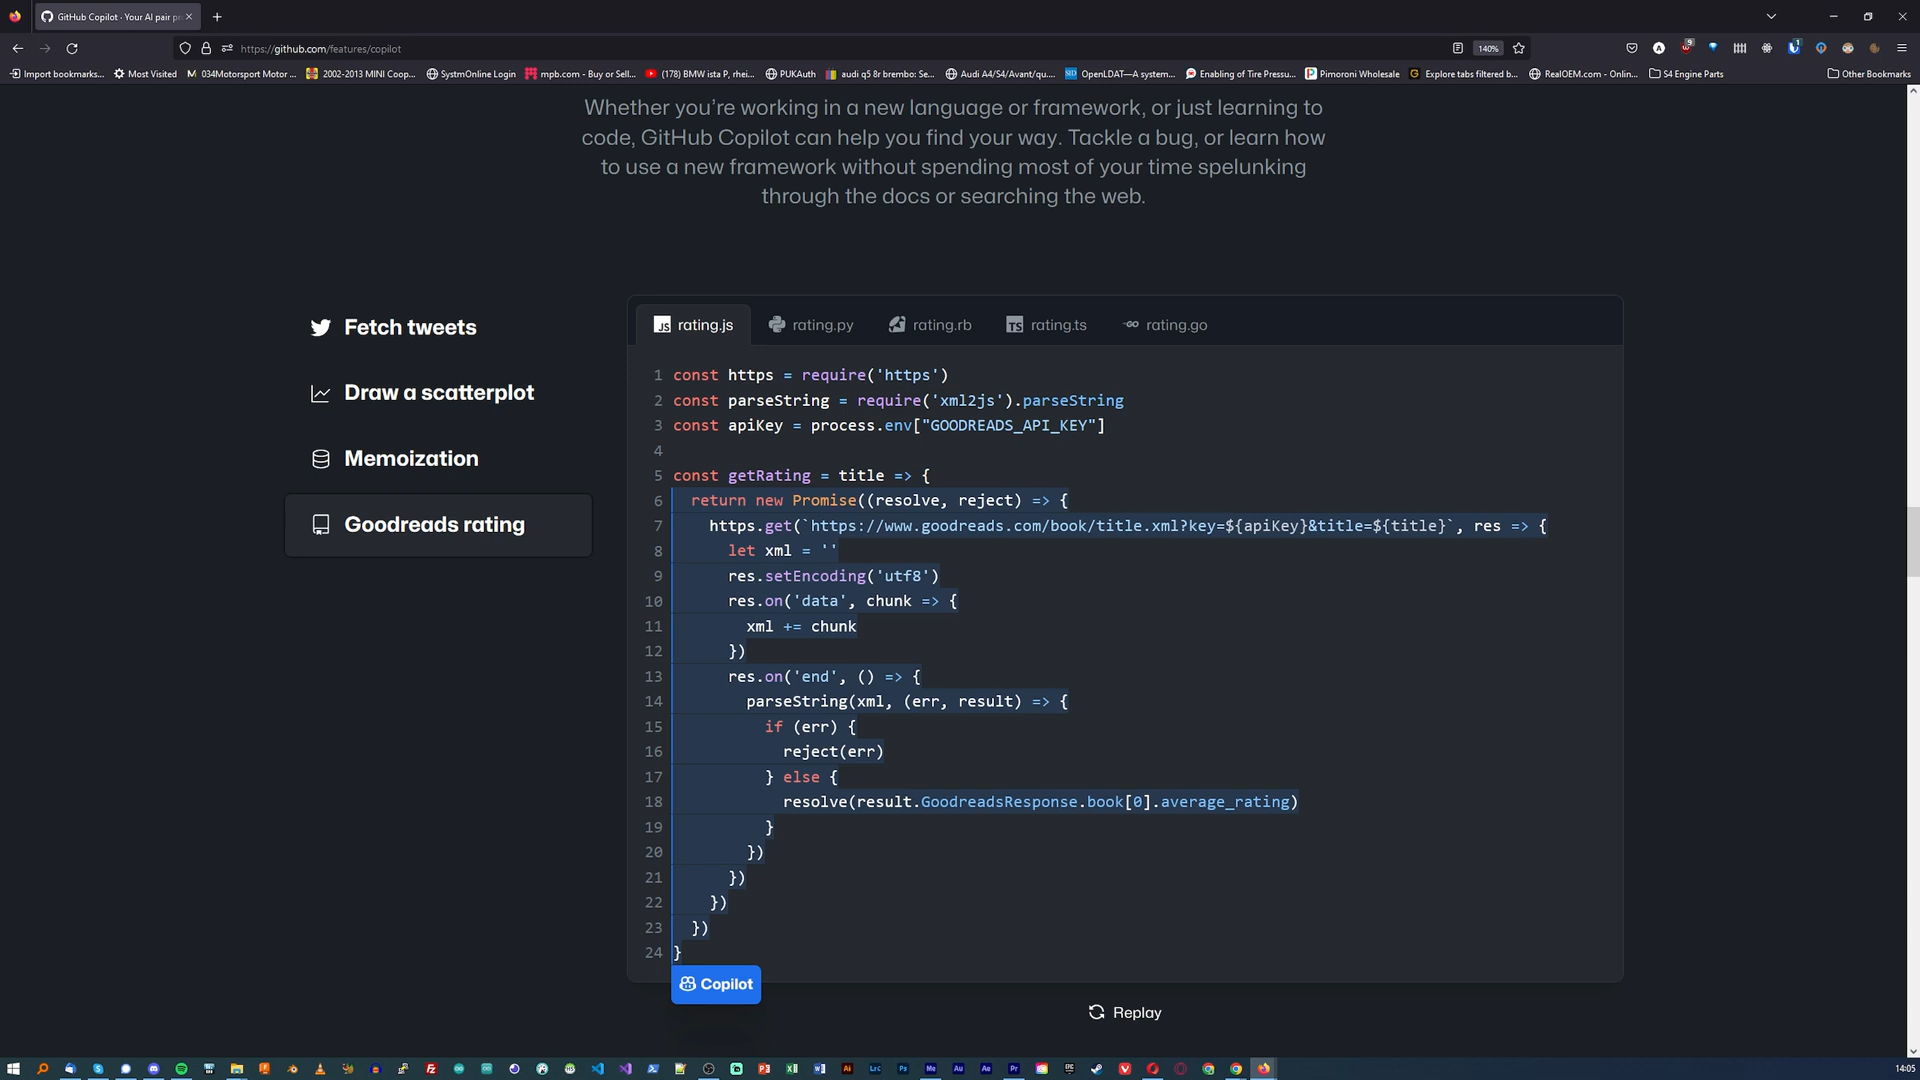 GitHub Copilot · Your AI pair pr
https://github.com/features/copilot
140%
Import bookmarks...
Most Visited
034Motorsport Motor ...
2002-2013 MINI Coop...
SystmOnline Login
mpb.com - Buy or Sell...
(178) BMW ista P, rhei...
PUKAuth
audi q5 8r brembo: Se...
Audi A4/S4/Avant/qu...
OpenLDAT—A system...
Enabling of Tire Pressu...
Pimoroni Wholesale
Explore tabs filtered b...
RealOEM.com - Onlin...
S4 Engine Parts
Other Bookmarks
Whether you’re working in a new language or framework, or just learning to
code, GitHub Copilot can help you find your way. Tackle a bug, or learn how
to use a new framework without spending most of your time spelunking
through the docs or searching the web.
Fetch tweets
Draw a scatterplot
Memoization
Goodreads rating
rating.js
rating.py
rating.rb
rating.ts
rating.go
1 const https = require('https')
2 const parseString = require('xml2js').parseString
3 const apiKey = process.env["GOODREADS_API_KEY"]
4
5 const getRating = title => {
6 return new Promise((resolve, reject) => {
7 https.get(`https://www.goodreads.com/book/title.xml?key=${apiKey}&title=${title}`, res => {
8 let xml = ''
9 res.setEncoding('utf8')
10 res.on('data', chunk => {
11 xml += chunk
12 })
13 res.on('end', () => {
14 parseString(xml, (err, result) => {
15 if (err) {
16 reject(err)
17 } else {
18 resolve(result.GoodreadsResponse.book[0].average_rating)
19 }
20 })
21 })
22 })
23 })
24 }
Copilot
Replay
14:05